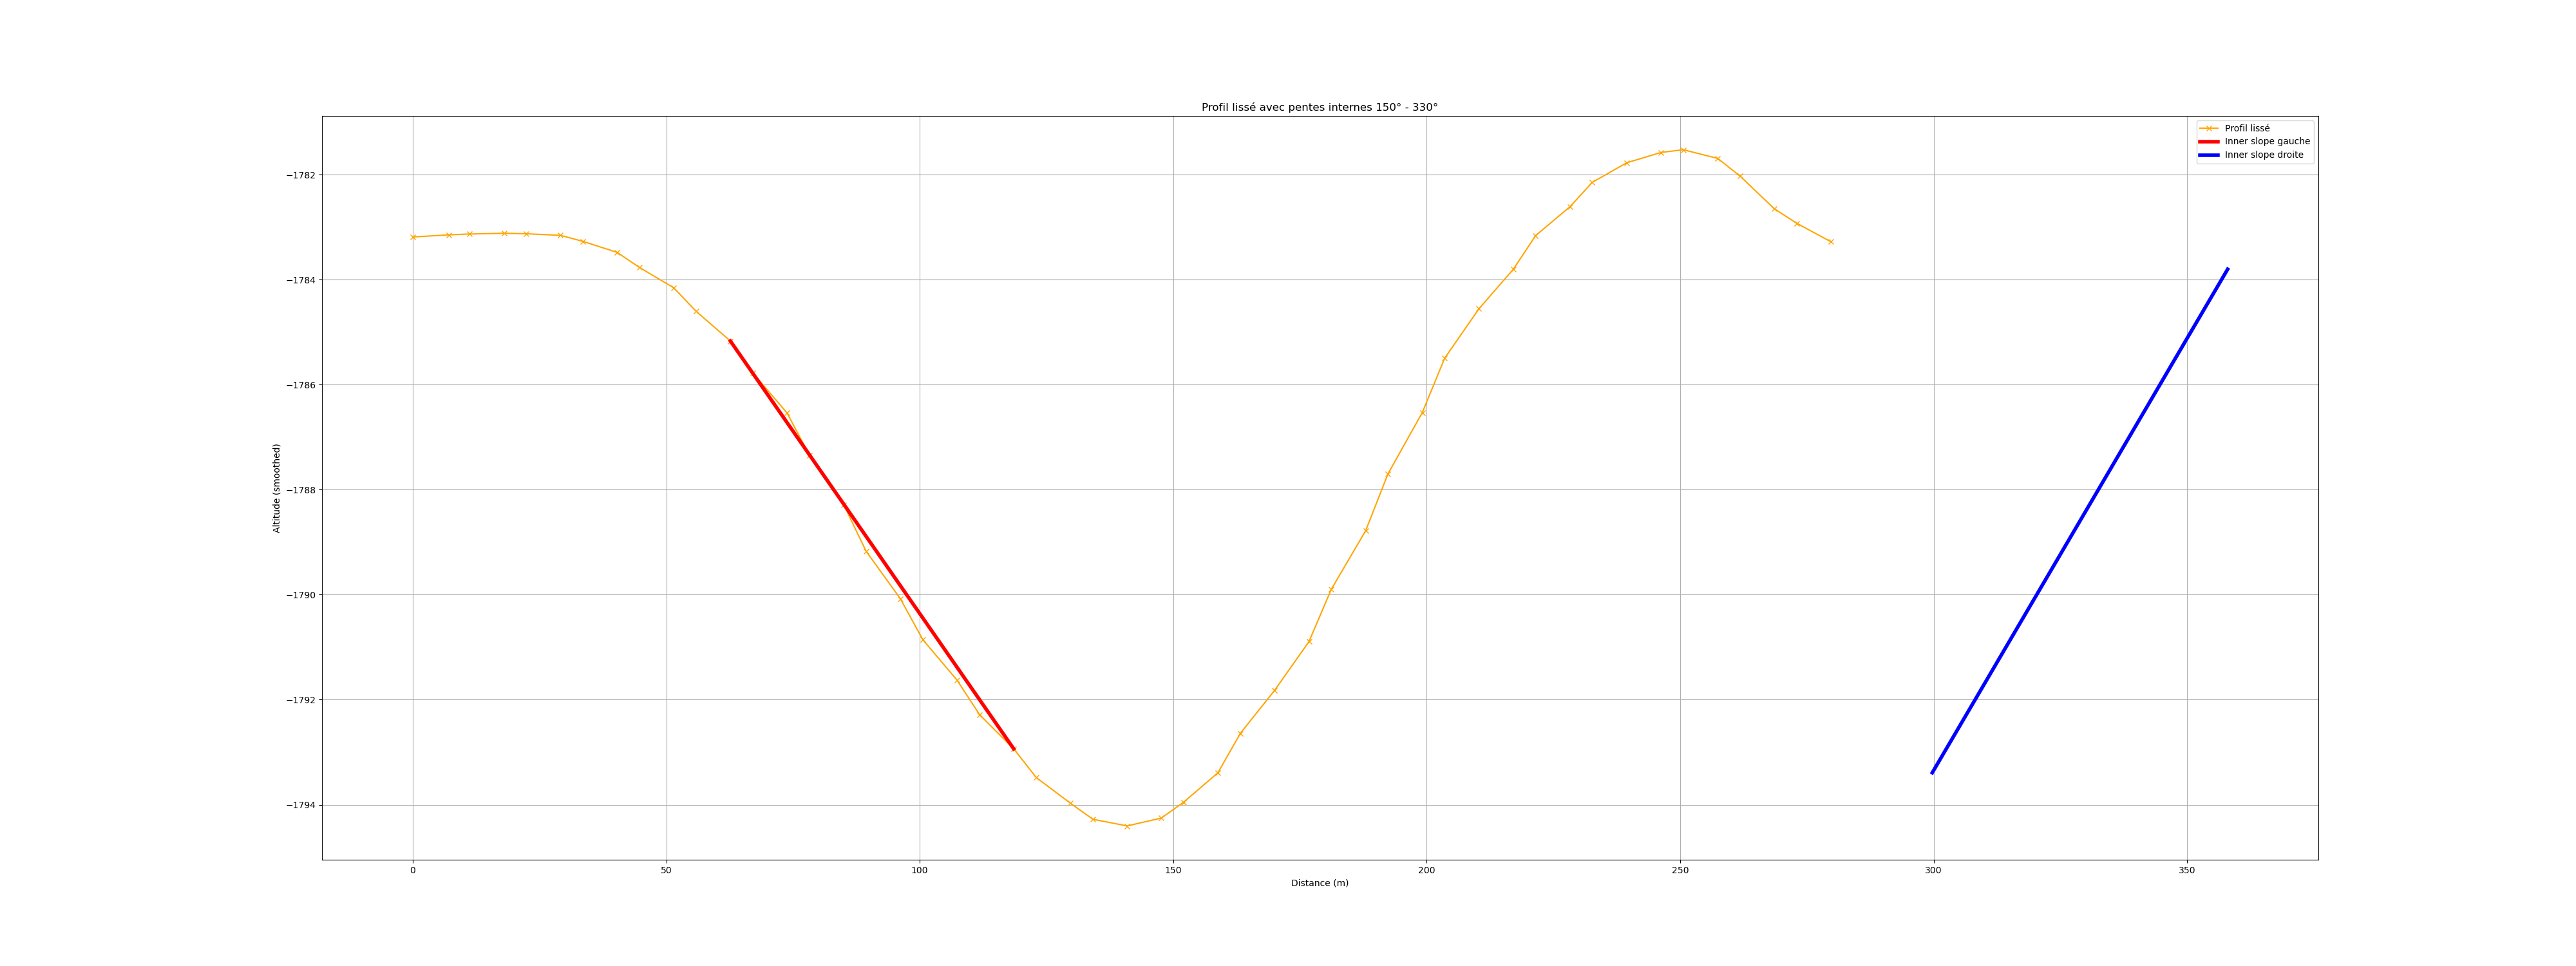 Profil lissé avec pentes internes 150° - 330°
Profil lissé
Inner slope gauche
Inner slope droite
Altitude (smoothed)
−1782
−1784
−1786
−1788
−1790
−1792
−1794
0
50
100
150
200
250
300
350
Distance (m)